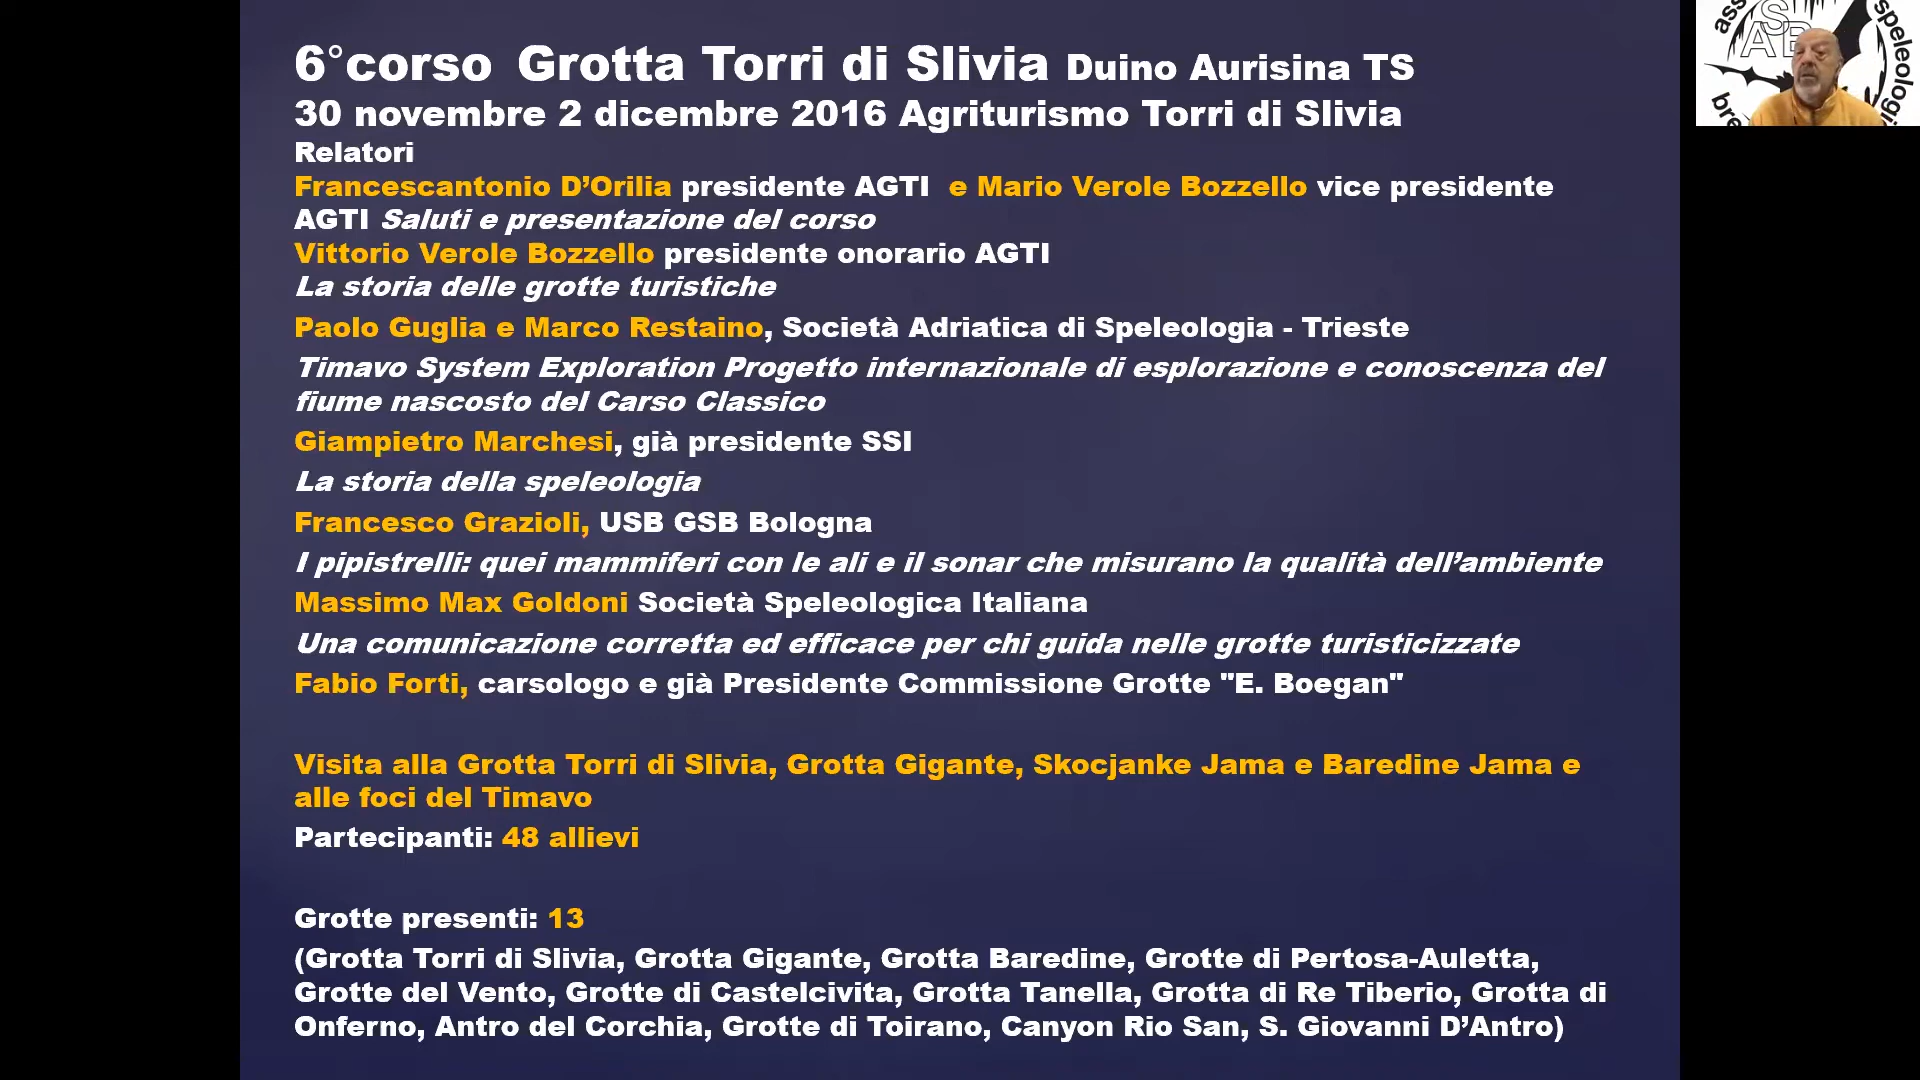 6°corso Grotta Torri di Slivia Duino Aurisina TS
30 novembre 2 dicembre 2016 Agriturismo Torri di Slivia
Relatori
Francescantonio D’Orilia presidente AGTI e Mario Verole Bozzello vice presidente
AGTI Saluti e presentazione del corso
Vittorio Verole Bozzello presidente onorario AGTI
La storia delle grotte turistiche
Paolo Guglia e Marco Restaino, Società Adriatica di Speleologia - Trieste
Timavo System Exploration Progetto internazionale di esplorazione e conoscenza del
fiume nascosto del Carso Classico
Giampietro Marchesi, già presidente SSI
La storia della speleologia
Francesco Grazioli, USB GSB Bologna
I pipistrelli: quei mammiferi con le ali e il sonar che misurano la qualità dell’ambiente
Massimo Max Goldoni Società Speleologica Italiana
Una comunicazione corretta ed efficace per chi guida nelle grotte turisticizzate
Fabio Forti, carsologo e già Presidente Commissione Grotte "E. Boegan"
Visita alla Grotta Torri di Slivia, Grotta Gigante, Skocjanke Jama e Baredine Jama e
alle foci del Timavo
Partecipanti: 48 allievi
Grotte presenti: 13
(Grotta Torri di Slivia, Grotta Gigante, Grotta Baredine, Grotte di Pertosa-Auletta,
Grotte del Vento, Grotte di Castelcivita, Grotta Tanella, Grotta di Re Tiberio, Grotta di
Onferno, Antro del Corchia, Grotte di Toirano, Canyon Rio San, S. Giovanni D’Antro)